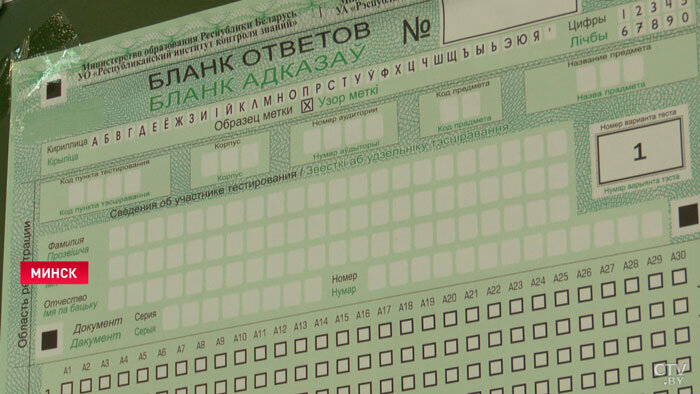 Министерство образования Республики Беларусь
УО «Республиканский институт контроля знаний»
БЛАНК ОТВЕТОВ
БЛАНК АДКАЗАЎ
№
Цифры 1 2 3 4 5
Лічбы 6 7 8 9 0
Кириллица
Кірыліца
А Б В Г Д Е Ё Ж З И І Й К Л М Н О П Р С Т У Ў Ф Х Ц Ч Ш Щ Ъ Ы Ь Э Ю Я '
Образец метки X Узор меткі
Код пункта тестирования
Код пункта тэсціравання
Корпус
Корпус
Номер аудитории
Нумар аўдыторыі
Код предмета
Код прадмета
Название предмета
Назва прадмета
Номер варианта теста
1
Нумар варыянта тэста
Сведения об участнике тестирования / Звесткі аб удзельніку тэсціравання
Область регистрации
Фамилия
Прозвішча
МИНСК
Отчество
Імя па бацьку
Документ Серия
Дакумент Серыя
Номер
Нумар
A1 A2 A3 A4 A5 A6 A7 A8 A9 A10 A11 A12 A13 A14 A15 A16 A17 A18 A19 A20 A21 A22 A23 A24 A25 A26 A27 A28 A29 A30
CTV
.BY